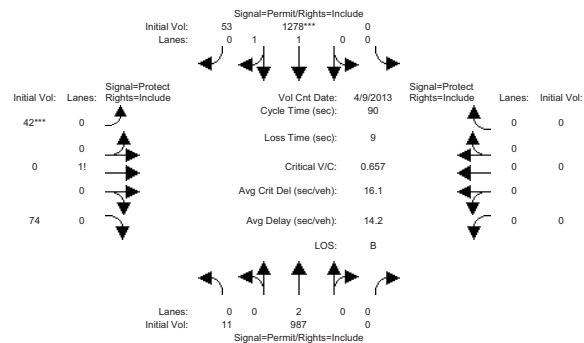 Signal=Permit/Rights=Include
Initial Vol: 53 1278*** 0
Lanes: 0 1 1 0 0
Signal=Protect Signal=Protect
Initial Vol: Lanes: Rights=Include Vol Cnt Date: 4/9/2013 Rights=Include Lanes: Initial Vol:
Cycle Time (sec): 90
42*** 0 0 0
Loss Time (sec): 9
0 0
0 1! Critical V/C: 0.657 0 0
0 Avg Crit Del (sec/veh): 16.1 0
74 0 Avg Delay (sec/veh): 14.2 0 0
LOS: B
Lanes: 0 0 2 0 0
Initial Vol: 11 987 0
Signal=Permit/Rights=Include